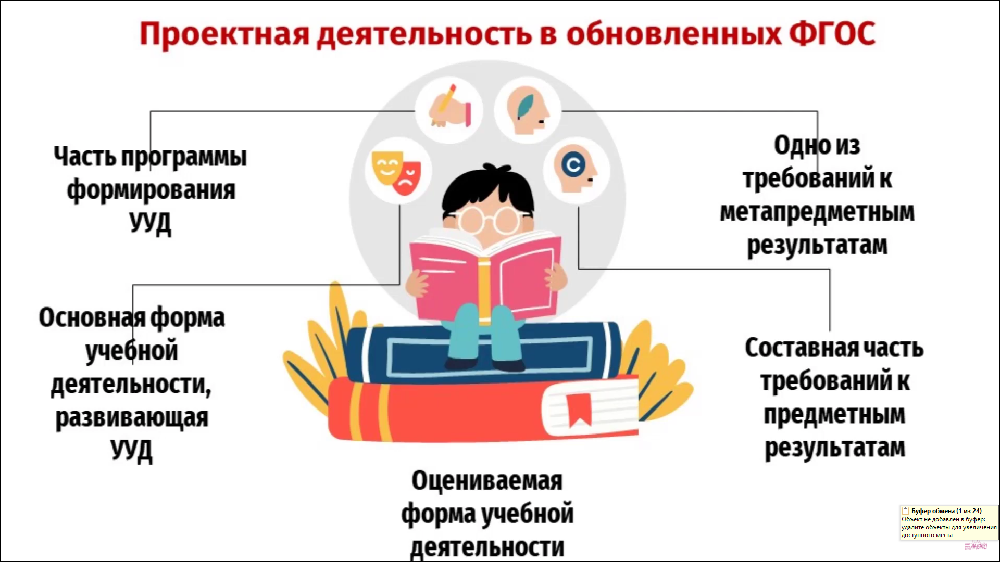 Проектная деятельность в обновленных ФГОС
Часть программы
формирования
УУД
Одно из
требований к
метапредметным
результатам
Основная форма
учебной
деятельности,
развивающая
УУД
Составная часть
требований к
предметным
результатам
Оцениваемая
форма учебной
деятельности
C
Буфер обмена (1 из 24)
Объект не добавлен в буфер:
удалите объекты для увеличения
доступного места
АНЭКС